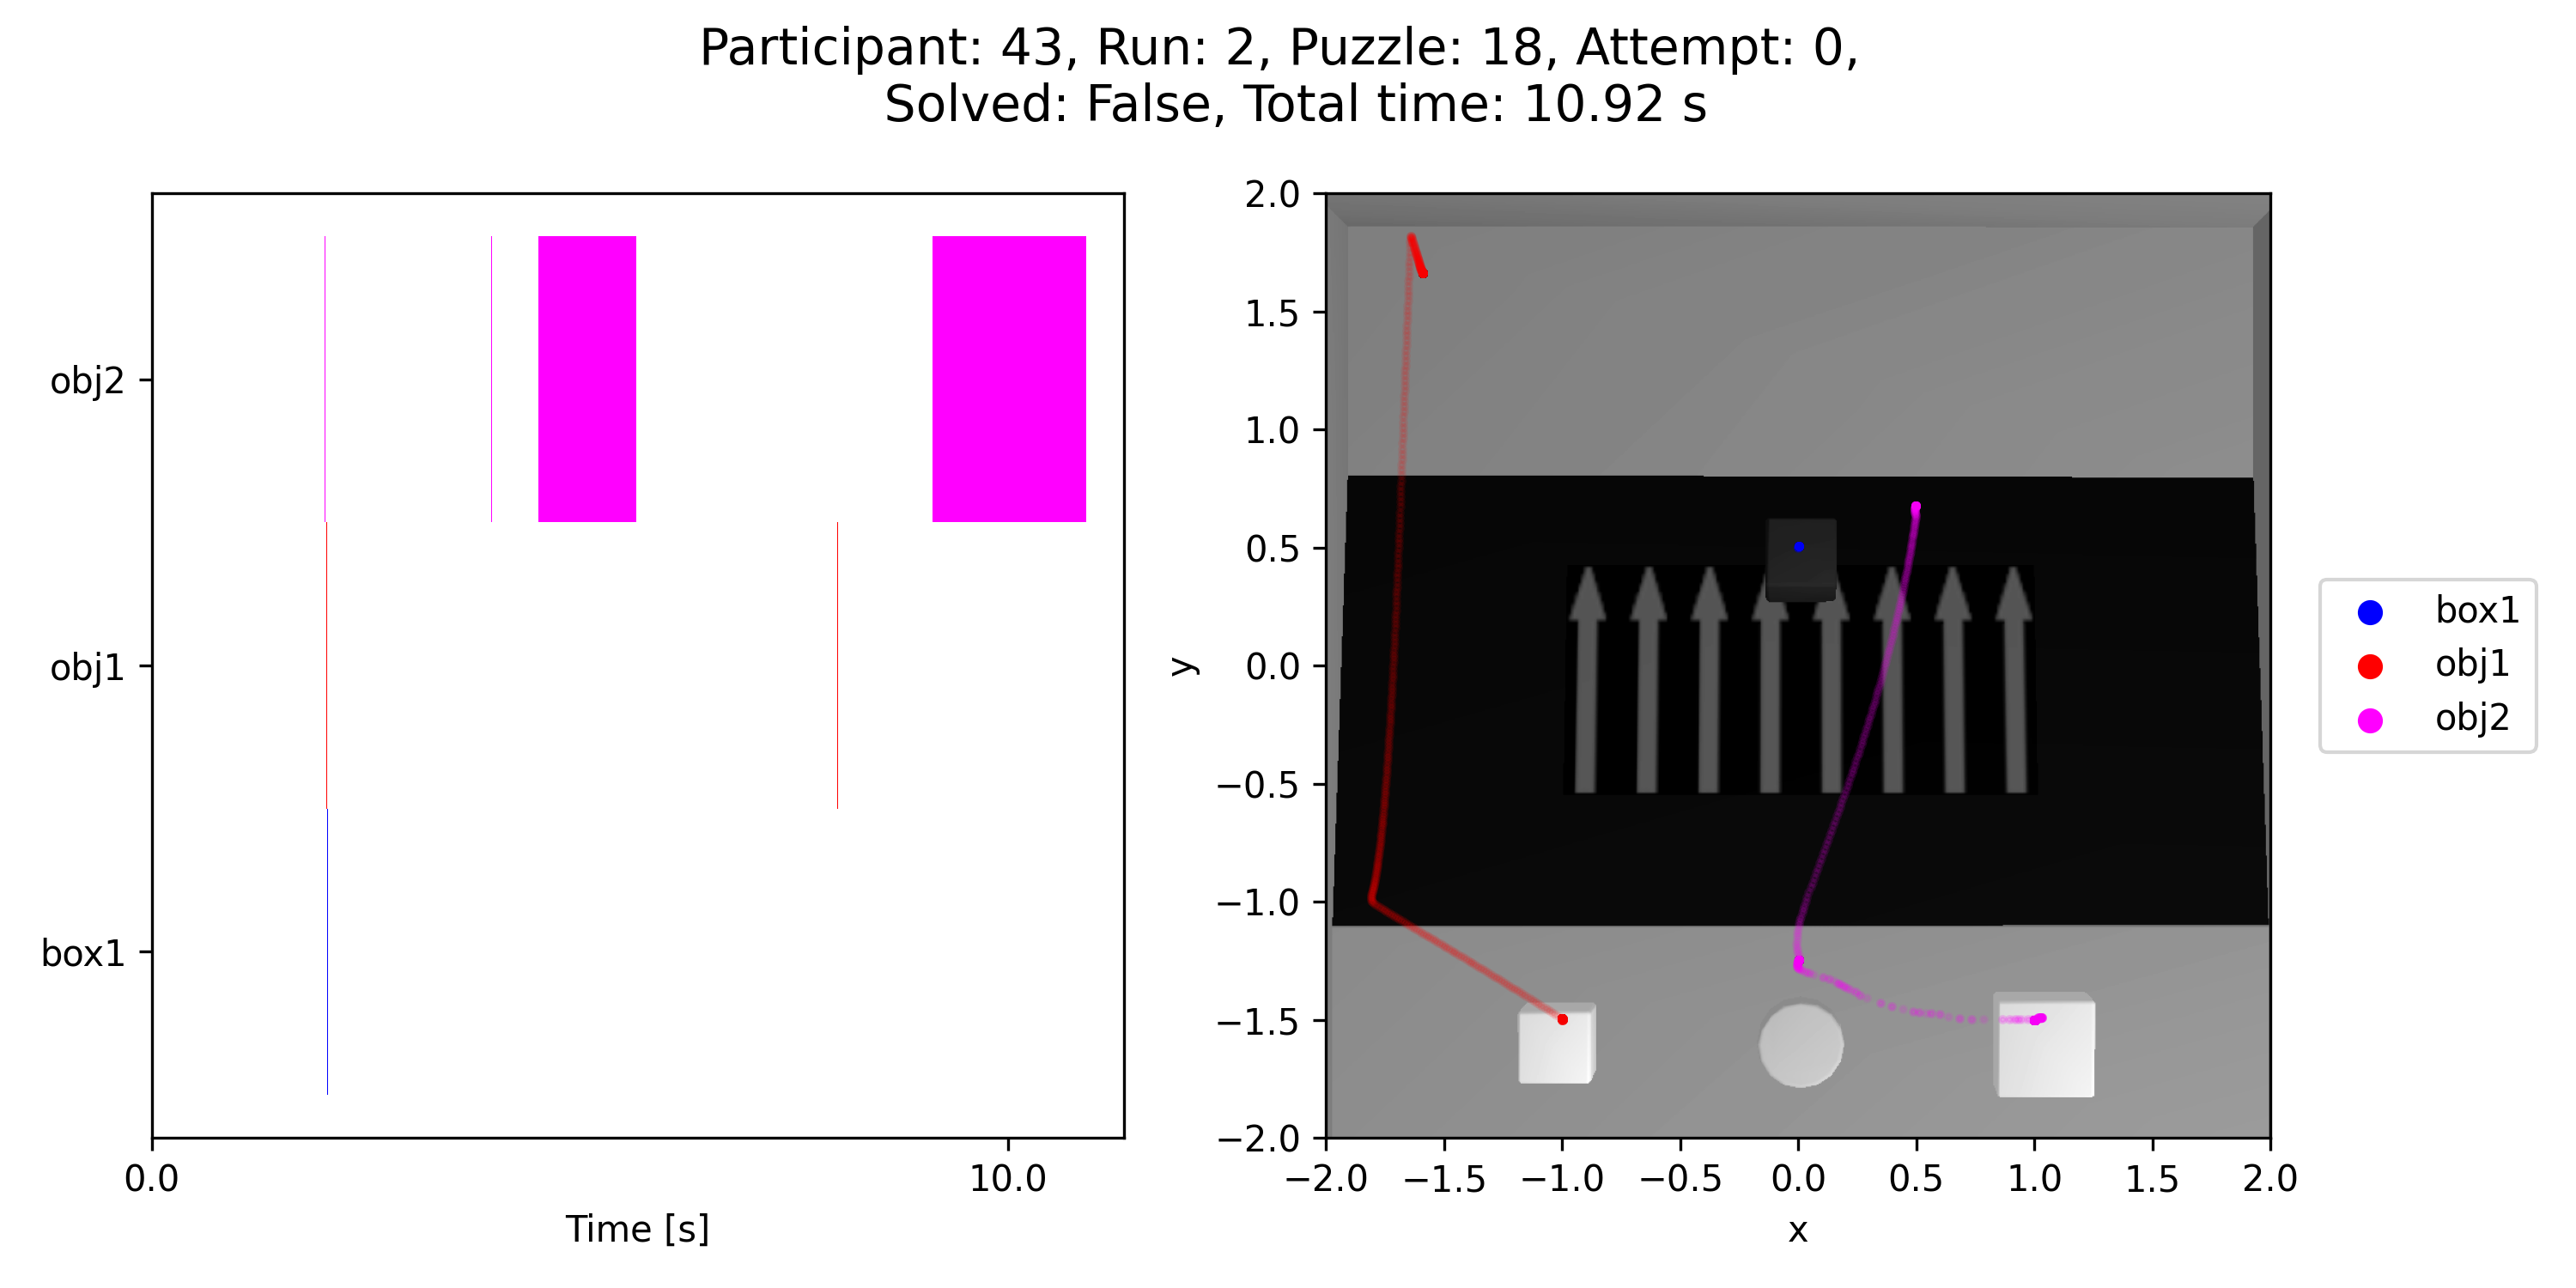 Participant: 43, Run: 2, Puzzle: 18, Attempt: 0,
Solved: False, Total time: 10.92 s
obj2
obj1
box1
0.0
10.0
Time [s]
2.0
1.5
1.0
0.5
0.0
−0.5
−1.0
−1.5
−2.0
y
−2.0
−1.5
−1.0
−0.5
0.0
0.5
1.0
1.5
2.0
x
box1
obj1
obj2